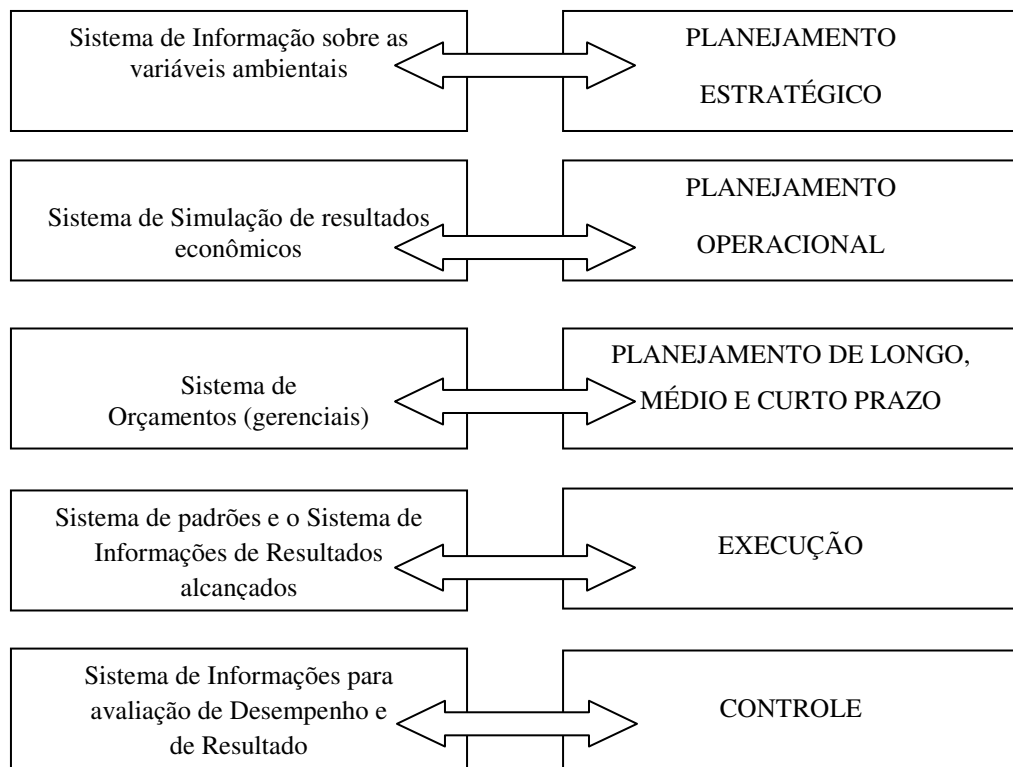 Sistema de Informação sobre as
variáveis ambientais
PLANEJAMENTO
ESTRATÉGICO
Sistema de Simulação de resultados
econômicos
PLANEJAMENTO
OPERACIONAL
Sistema de
Orçamentos (gerenciais)
PLANEJAMENTO DE LONGO,
MÉDIO E CURTO PRAZO
Sistema de padrões e o Sistema de
Informações de Resultados
alcançados
EXECUÇÃO
Sistema de Informações para
avaliação de Desempenho e
de Resultado
CONTROLE